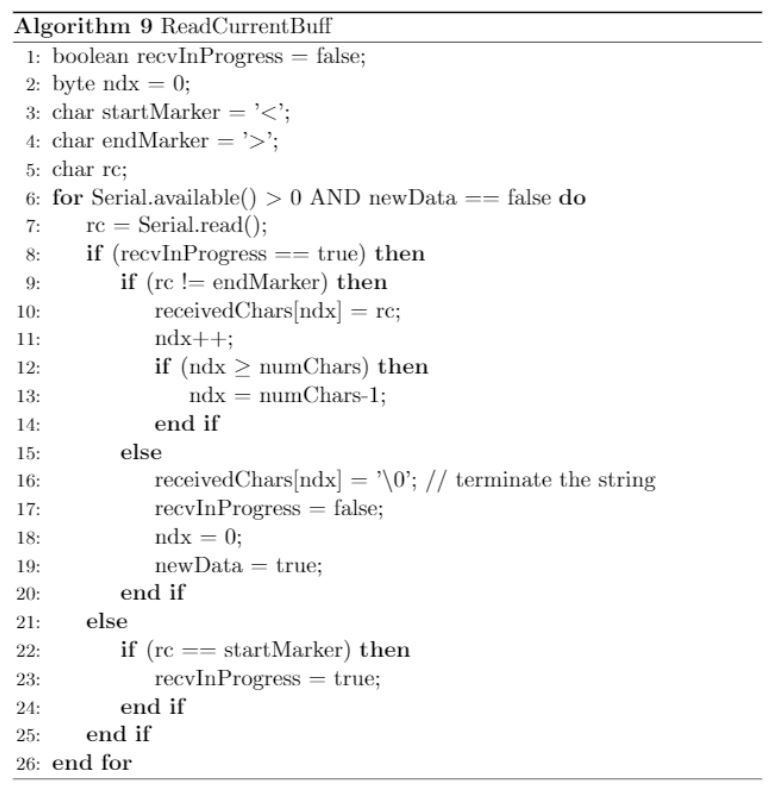 Algorithm 9 ReadCurrentBuff
1: boolean recvInProgress = false;
2: byte ndx = 0;
3: char startMarker = '<';
4: char endMarker = '>';
5: char rc;
6: for Serial.available() > 0 AND newData == false do
7: rc = Serial.read();
8: if (recvInProgress == true) then
9: if (rc != endMarker) then
10: receivedChars[ndx] = rc;
11: ndx++;
12: if (ndx ≥ numChars) then
13: ndx = numChars-1;
14: end if
15: else
16: receivedChars[ndx] = '\0'; // terminate the string
17: recvInProgress = false;
18: ndx = 0;
19: newData = true;
20: end if
21: else
22: if (rc == startMarker) then
23: recvInProgress = true;
24: end if
25: end if
26: end for